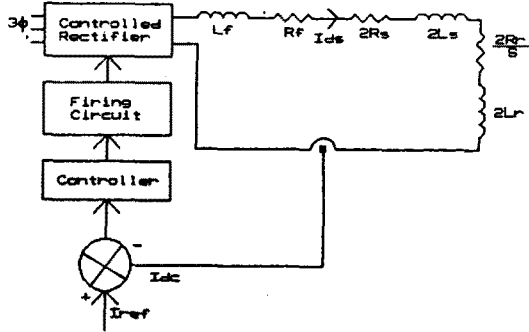 3φ
Controlled
Rectifier
Lf
Rf
Ids
2Rs
2Ls
2Rr
S
2Lr
Firing
Circuit
Controller
-
Idc
+
Iref